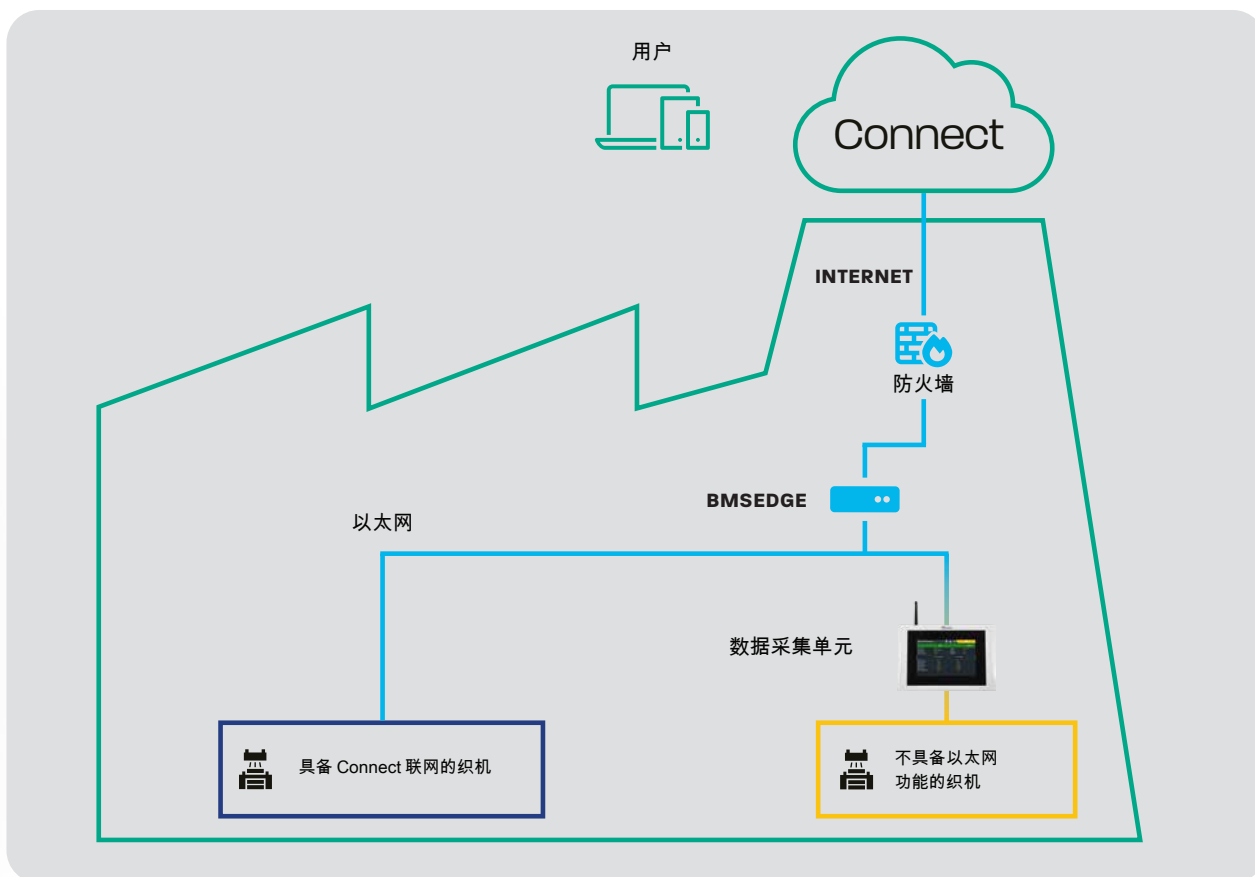 用户
Connect
INTERNET
防火墙
BMSEDGE
以太网
数据采集单元
具备 Connect 联网的织机
不具备以太网
功能的织机